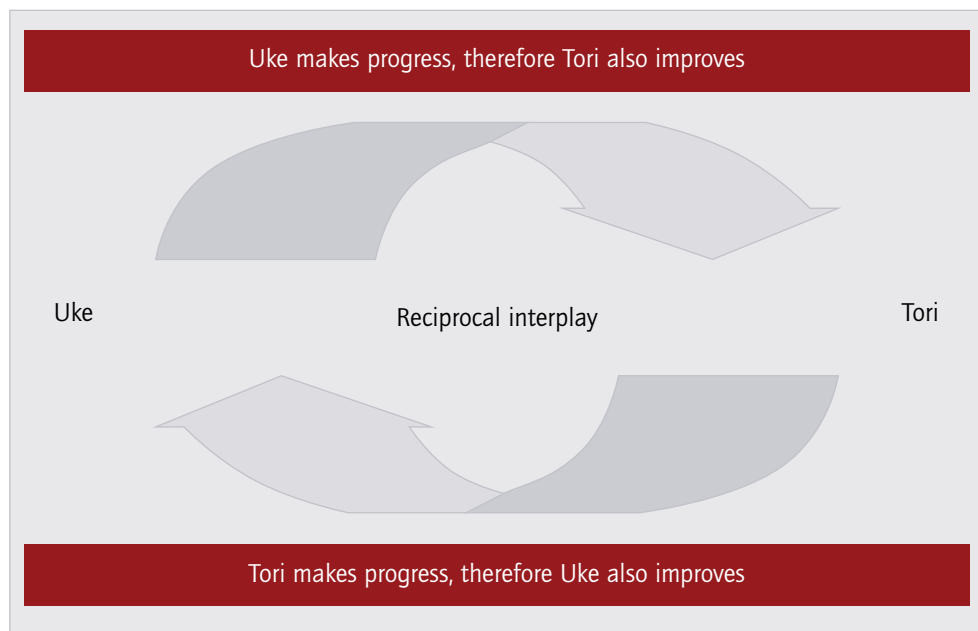 Uke makes progress, therefore Tori also improves
Uke
Reciprocal interplay
Tori
Tori makes progress, therefore Uke also improves